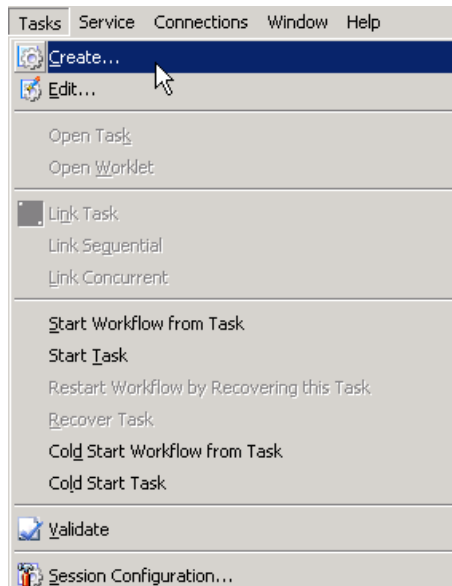 Tasks Service Connections Window Help
Create...
Edit...
Open Task
Open Worklet
Link Task
Link Sequential
Link Concurrent
Start Workflow from Task
Start Task
Restart Workflow by Recovering this Task
Recover Task
Cold Start Workflow from Task
Cold Start Task
Validate
Session Configuration...